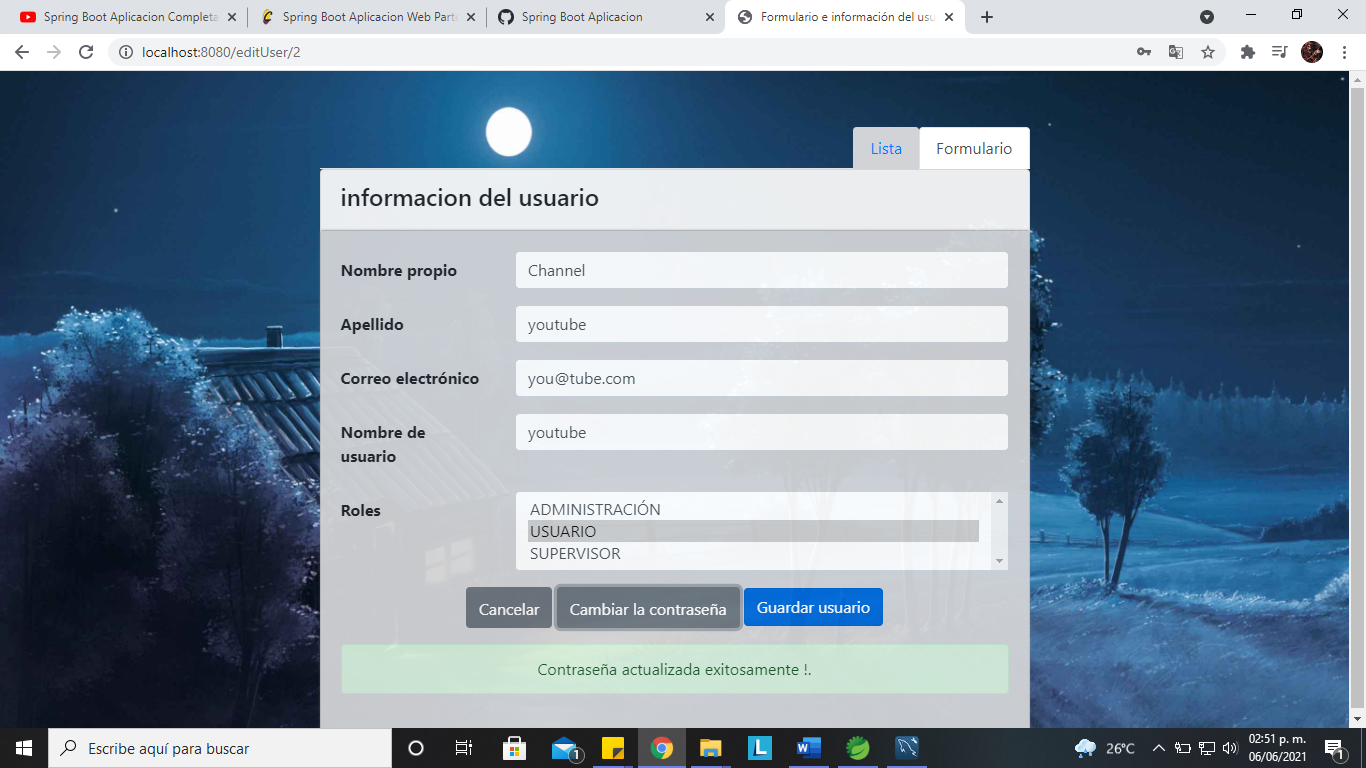 Spring Boot Aplicacion Completa
Spring Boot Aplicacion Web Parte
Spring Boot Aplicacion
Formulario e información del usu
localhost:8080/editUser/2
Lista
Formulario
informacion del usuario
Nombre propio
Channel
Apellido
youtube
Correo electrónico
you@tube.com
Nombre de
usuario
youtube
Roles
ADMINISTRACIÓN
USUARIO
SUPERVISOR
Cancelar
Cambiar la contraseña
Guardar usuario
Contraseña actualizada exitosamente !.
Escribe aquí para buscar
1
L
W
26°C
02:51 p. m.
06/06/2021
1